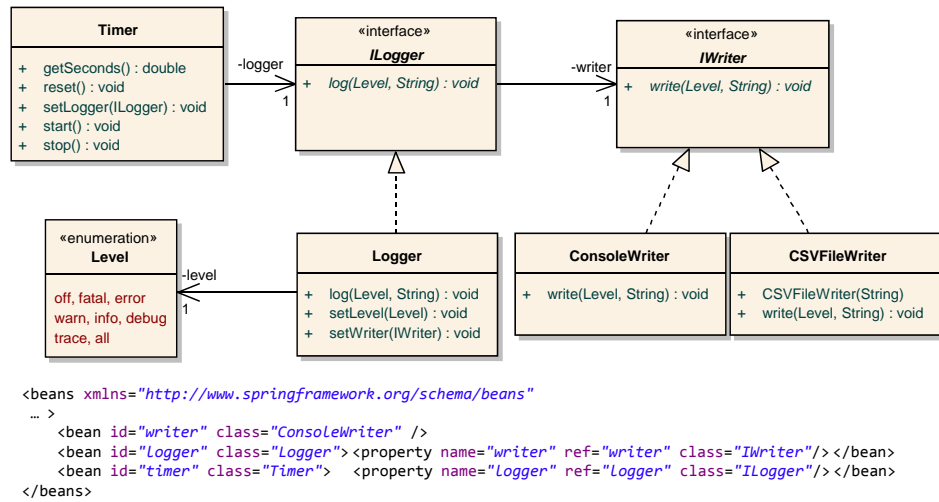 Timer
+ getSeconds() : double
+ reset() : void
+ setLogger(ILogger) : void
+ start() : void
+ stop() : void
-logger
1
«interface»
ILogger
+ log(Level, String) : void
-writer
1
«interface»
IWriter
+ write(Level, String) : void
«enumeration»
Level
off, fatal, error
warn, info, debug
trace, all
-level
1
Logger
+ log(Level, String) : void
+ setLevel(Level) : void
+ setWriter(IWriter) : void
ConsoleWriter
+ write(Level, String) : void
CSVFileWriter
+ CSVFileWriter(String)
+ write(Level, String) : void
<beans xmlns="http://www.springframework.org/schema/beans"
… >
<bean id="writer" class="ConsoleWriter" />
<bean id="logger" class="Logger"><property name="writer" ref="writer" class="IWriter"/></bean>
<bean id="timer" class="Timer"> <property name="logger" ref="logger" class="ILogger"/></bean>
</beans>